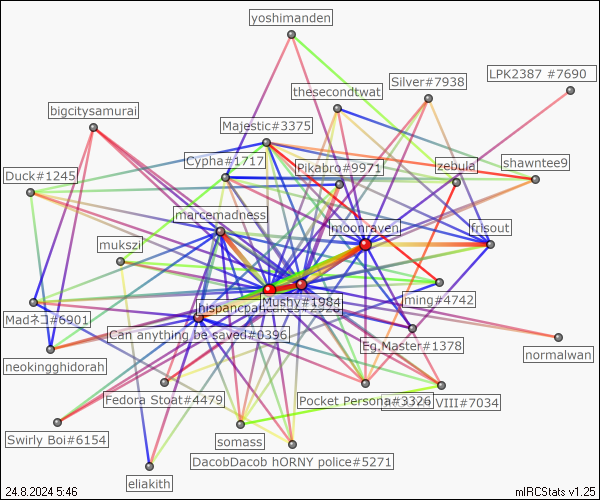 yoshimanden
LPK2387 #7690
Silver#7938
thesecondtwat
bigcitysamurai
Majestic#3375
Cypha#1717
Pikabro#9971
zebula
shawntee9
Duck#1245
marcemadness
moonraven
frisout
mukszi
Mushy#1984
ming#4742
Madネコ#6901
Can anything be saved#0396
Eg.Master#1378
normalwan
neokingghidorah
Fedora Stoat#4479
Pocket Persona#3326
VIII#7034
Swirly Boi#6154
somass
DacobDacob hORNY police#5271
eliakith
24.8.2024 5:46
mIRCStats v1.25